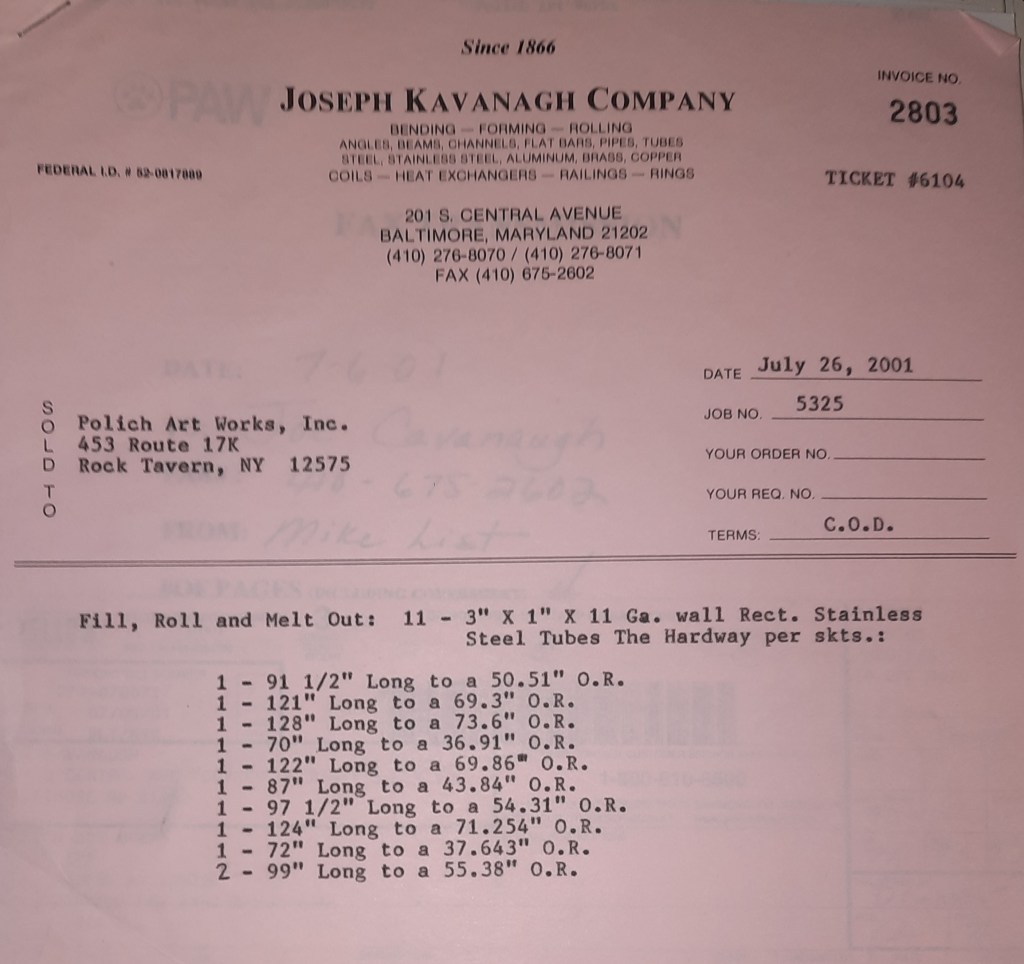 Since 1866
INVOICE NO.
JOSEPH KAVANAGH COMPANY
2803
BENDING — FORMING — ROLLING
ANGLES, BEAMS, CHANNELS, FLAT BARS, PIPES, TUBES
STEEL, STAINLESS STEEL, ALUMINUM, BRASS, COPPER
COILS — HEAT EXCHANGERS — RAILINGS — RINGS
FEDERAL I.D. # 52-0817889
TICKET #6104
201 S. CENTRAL AVENUE
BALTIMORE, MARYLAND 21202
(410) 276-8070 / (410) 276-8071
FAX (410) 675-2602
DATE July 26, 2001
JOB NO. 5325
SOLD TO
Polich Art Works, Inc.
453 Route 17K
Rock Tavern, NY 12575
YOUR ORDER NO.
YOUR REQ. NO.
TERMS: C.O.D.
Fill, Roll and Melt Out: 11 - 3" X 1" X 11 Ga. wall Rect. Stainless
Steel Tubes The Hardway per skts.:
1 - 91 1/2" Long to a 50.51" O.R.
1 - 121" Long to a 69.3" O.R.
1 - 128" Long to a 73.6" O.R.
1 - 70" Long to a 36.91" O.R.
1 - 122" Long to a 69.86" O.R.
1 - 87" Long to a 43.84" O.R.
1 - 97 1/2" Long to a 54.31" O.R.
1 - 124" Long to a 71.254" O.R.
1 - 72" Long to a 37.643" O.R.
2 - 99" Long to a 55.38" O.R.